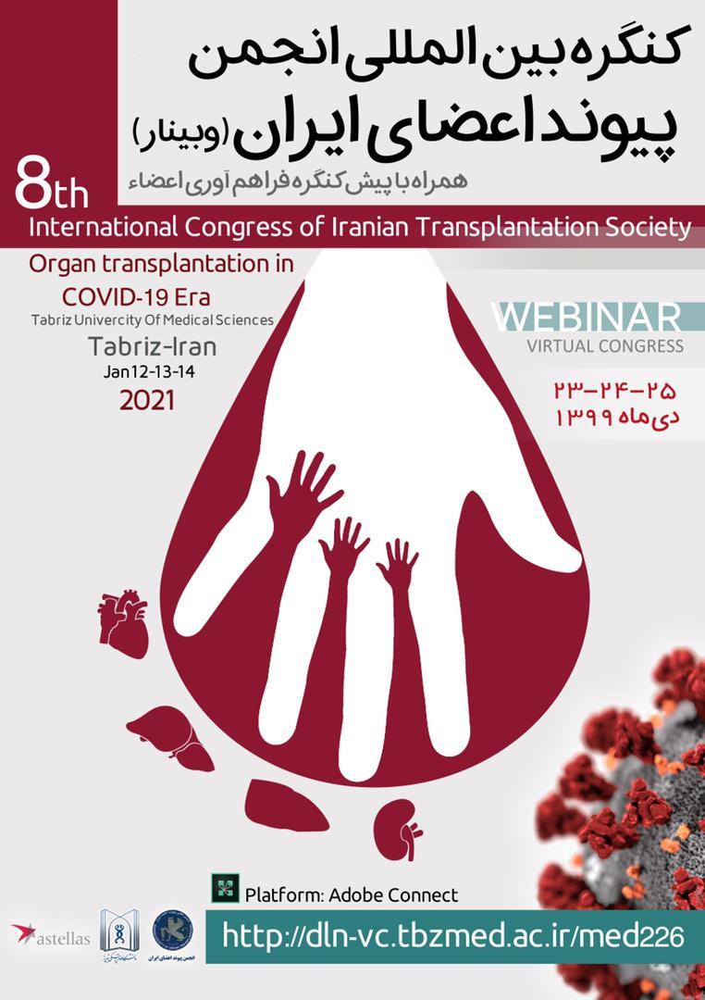 کنگره بین المللی انجمن
پیوند اعضای ایران (وبینار)
همراه با پیش کنگره فراهم آوری اعضاء
8th
International Congress of Iranian Transplantation Society
Organ transplantation in
COVID-19 Era
Tabriz Univercity Of Medical Sciences
Tabriz-Iran
Jan12-13-14
2021
WEBINAR
VIRTUAL CONGRESS
۲۳-۲۴-۲۵
دی ماه ۱۳۹۹
Platform: Adobe Connect
http://dln-vc.tbzmed.ac.ir/med226
astellas
انجمن پیوند اعضای ایران